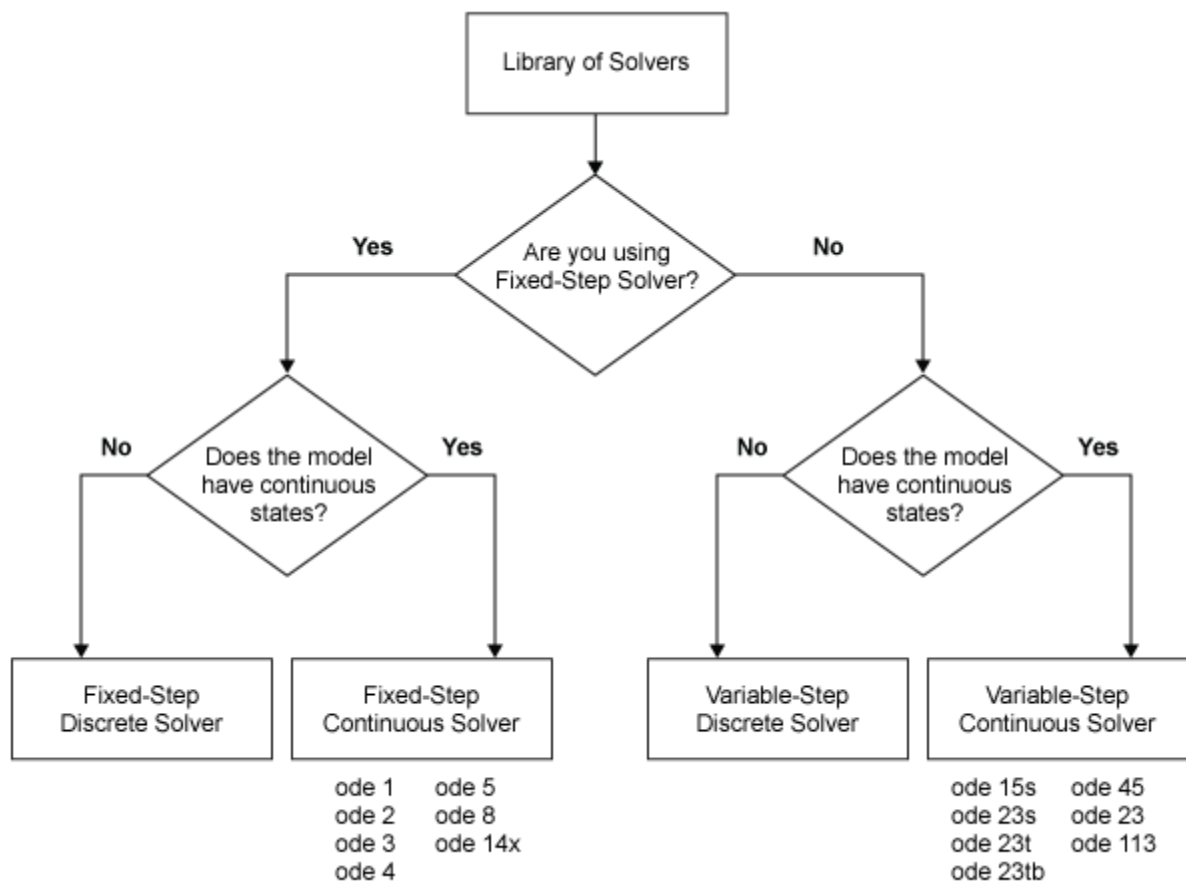 Library of Solvers
Yes
Are you using
Fixed-Step Solver?
No
No
Does the model
have continuous
states?
Yes
No
Does the model
have continuous
states?
Yes
Fixed-Step
Discrete Solver
Fixed-Step
Continuous Solver
Variable-Step
Discrete Solver
Variable-Step
Continuous Solver
ode 1 ode 5
ode 2 ode 8
ode 3 ode 14x
ode 4
ode 15s ode 45
ode 23s ode 23
ode 23t ode 113
ode 23tb